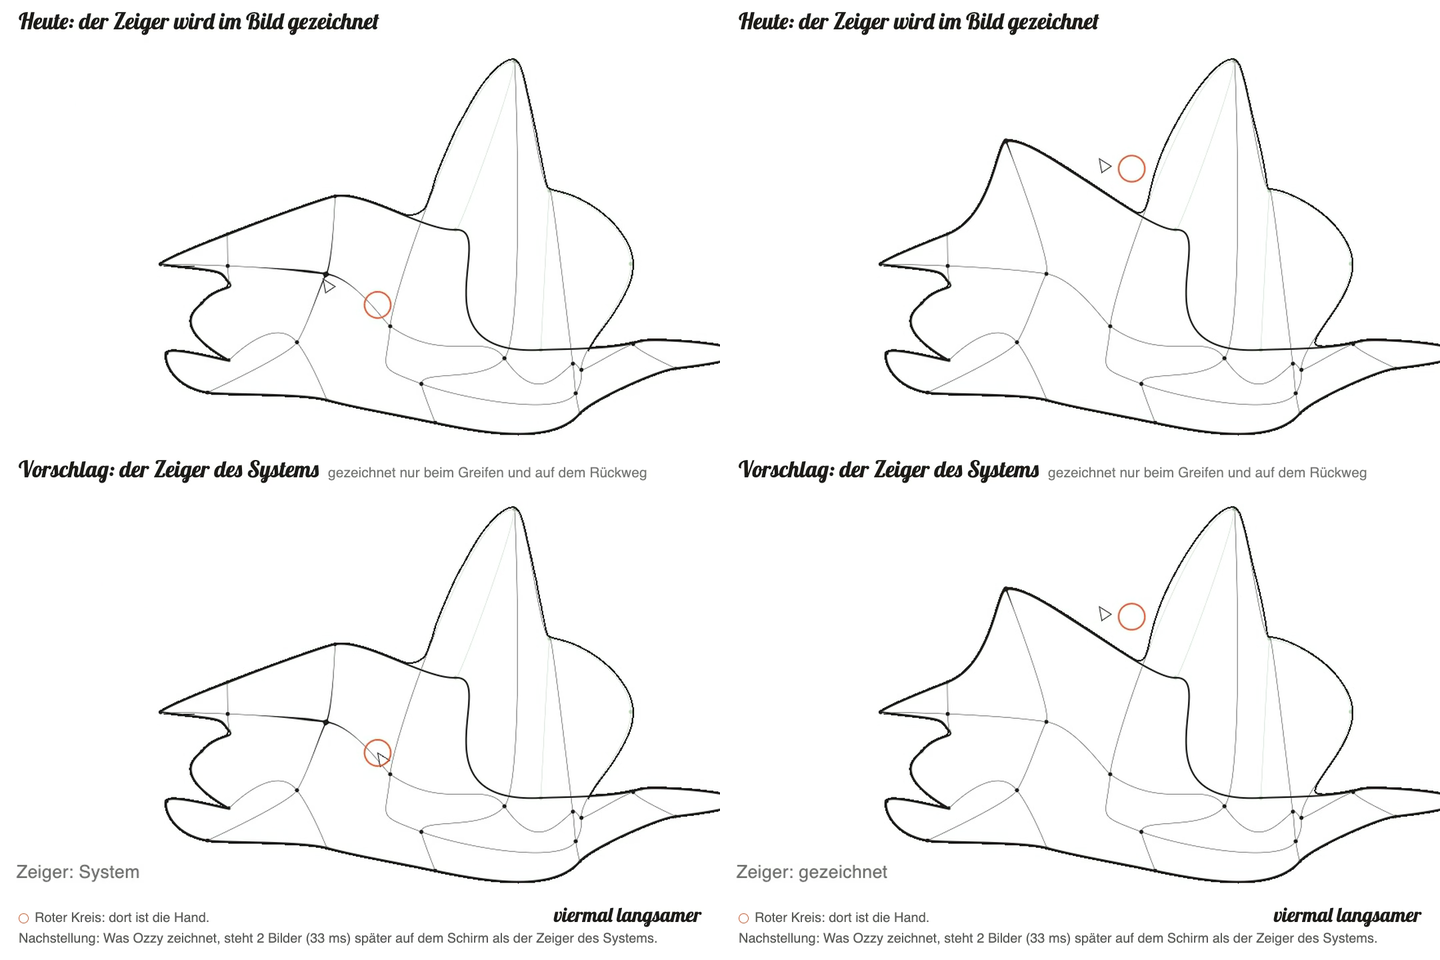 Heute: der Zeiger wird im Bild gezeichnet
Heute: der Zeiger wird im Bild gezeichnet
Vorschlag: der Zeiger des Systems gezeichnet nur beim Greifen und auf dem Rückweg
Vorschlag: der Zeiger des Systems gezeichnet nur beim Greifen und auf dem Rückweg
Zeiger: System
Zeiger: gezeichnet
Roter Kreis: dort ist die Hand.
viermal langsamer
Roter Kreis: dort ist die Hand.
viermal langsamer
Nachstellung: Was Ozzy zeichnet, steht 2 Bilder (33 ms) später auf dem Schirm als der Zeiger des Systems.
Nachstellung: Was Ozzy zeichnet, steht 2 Bilder (33 ms) später auf dem Schirm als der Zeiger des Systems.